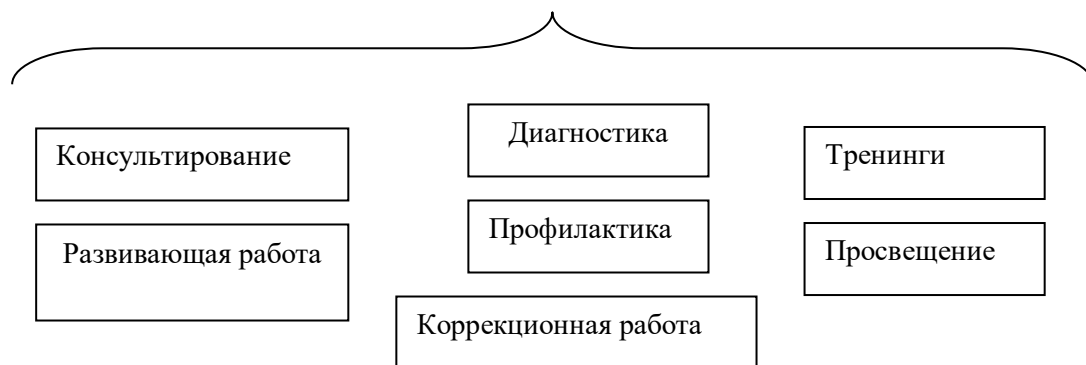 Консультирование
Диагностика
Тренинги
Развивающая работа
Профилактика
Просвещение
Коррекционная работа